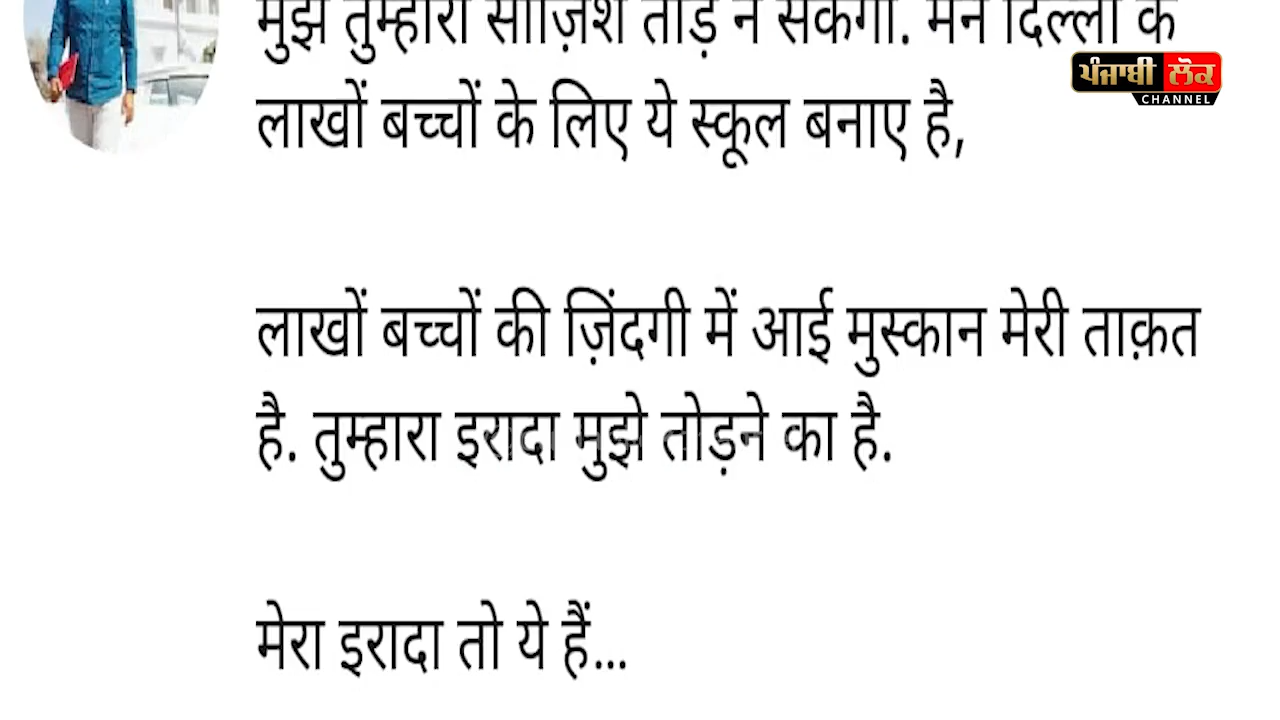 मुझे तुम्हारी साज़िश तोड़ न सकेगी. मैंने दिल्ली के
लाखों बच्चों के लिए ये स्कूल बनाए है,
लाखों बच्चों की ज़िंदगी में आई मुस्कान मेरी ताक़त
है. तुम्हारा इरादा मुझे तोड़ने का है.
मेरा इरादा तो ये हैं...
ਪੰਜਾਬੀ ਲੋਕ
CHANNEL